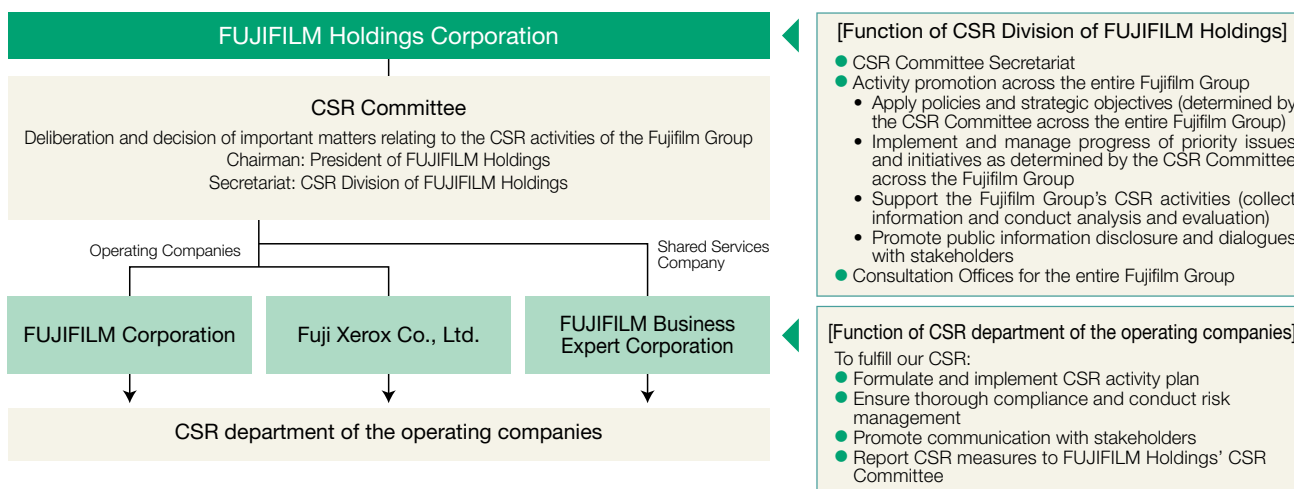 FUJIFILM Holdings Corporation
CSR Committee
Deliberation and decision of important matters relating to the CSR activities of the Fujifilm Group
Chairman: President of FUJIFILM Holdings
Secretariat: CSR Division of FUJIFILM Holdings
Operating Companies
Shared Services
Company
FUJIFILM Corporation
Fuji Xerox Co., Ltd.
FUJIFILM Business
Expert Corporation
CSR department of the operating companies
[Function of CSR Division of FUJIFILM Holdings]
● CSR Committee Secretariat
● Activity promotion across the entire Fujifilm Group
• Apply policies and strategic objectives (determined by
the CSR Committee across the entire Fujifilm Group)
• Implement and manage progress of priority issues
and initiatives as determined by the CSR Committee
across the Fujifilm Group
• Support the Fujifilm Group's CSR activities (collect
information and conduct analysis and evaluation)
• Promote public information disclosure and dialogues
with stakeholders
● Consultation Offices for the entire Fujifilm Group
[Function of CSR department of the operating companies]
To fulfill our CSR:
● Formulate and implement CSR activity plan
● Ensure thorough compliance and conduct risk
management
● Promote communication with stakeholders
● Report CSR measures to FUJIFILM Holdings' CSR
Committee